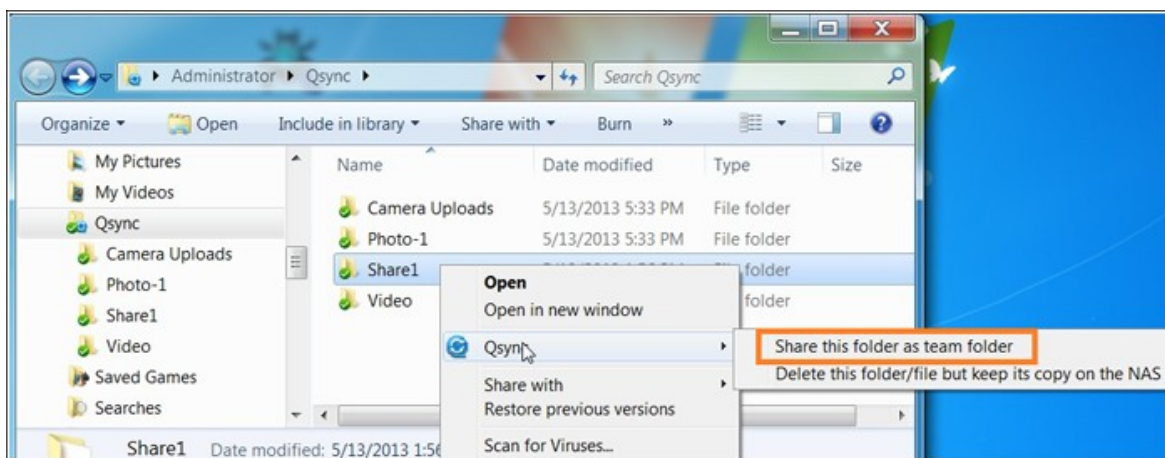 Administrator Qsync
Search Qsync
Organize Open Include in library Share with Burn »
My Pictures
My Videos
Qsync
Camera Uploads
Photo-1
Share1
Video
Saved Games
Searches
Name Date modified Type Size
Camera Uploads 5/13/2013 5:33 PM File folder
Photo-1 5/13/2013 5:33 PM File folder
Share1 folder
Video folder
Open
Open in new window
Qsync
Share with
Restore previous versions
Scan for Viruses...
Share this folder as team folder
Delete this folder/file but keep its copy on the NAS
Share1 Date modified: 5/13/2013 1:56